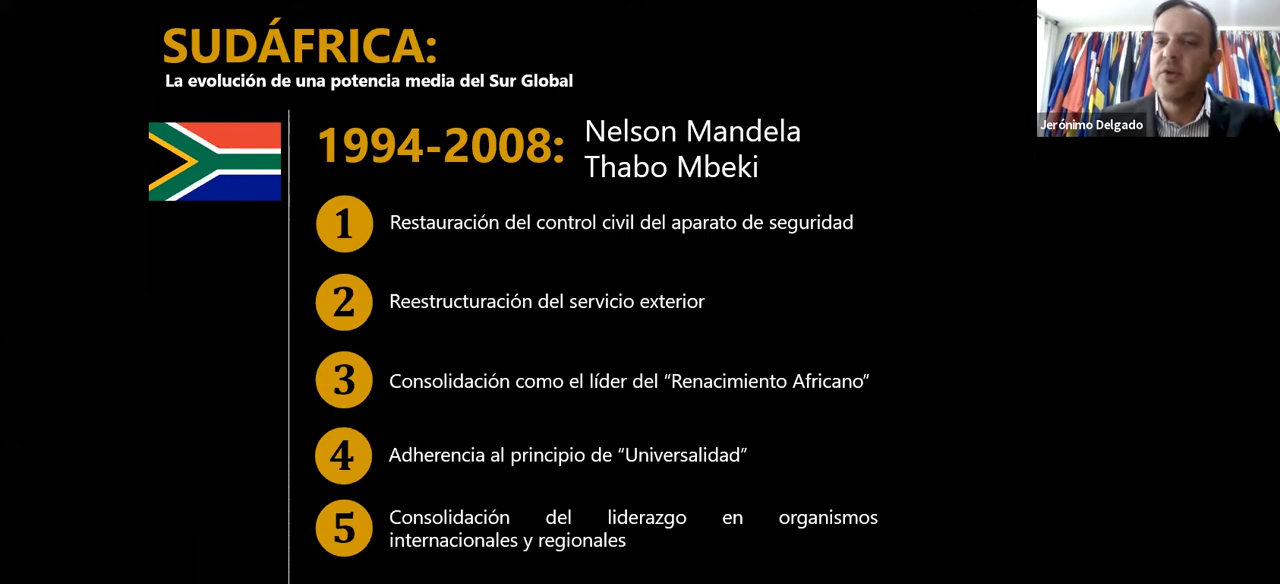 SUDÁFRICA:
La evolución de una potencia media del Sur Global
1994-2008:
Nelson Mandela
Thabo Mbeki
1
Restauración del control civil del aparato de seguridad
2
Reestructuración del servicio exterior
3
Consolidación como el líder del “Renacimiento Africano”
4
Adherencia al principio de “Universalidad”
5
Consolidación del liderazgo en organismos
internacionales y regionales
Jerónimo Delgado